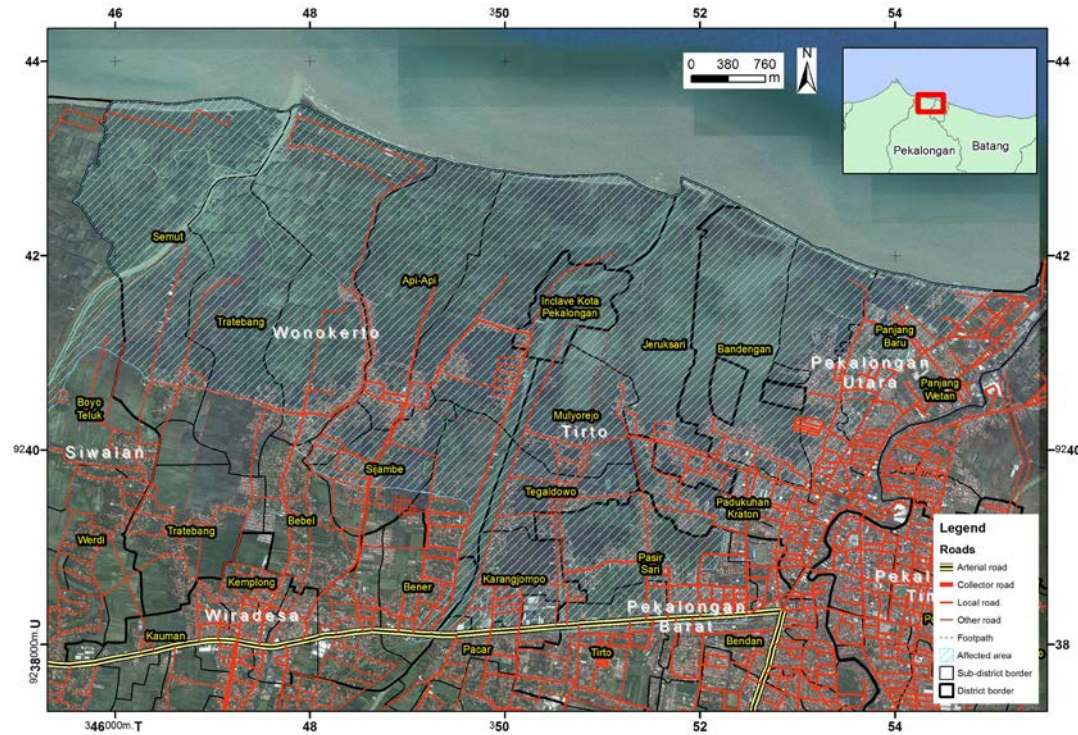 46
48
³50
52
54
44
44
N
0 380 760
m
Pekalongan
Batang
42
42
Semut
Api-Api
Inclave Kota
Pekalongan
Tratebang
Wonokerto
Jeruksari
Bandengan
Panjang
Baru
Pekalongan
Utara
Panjang
Wetan
Boyo
Teluk
Mulyorejo
Tirto
Siwalan
⁹²40
⁹²40
Sijambe
Tegaldowo
Padukuhan
Kraton
Werdi
Tratebang
Bebel
Pasir
Sari
Kemplong
Bener
Karangjompo
Wiradesa
Pekalongan
Barat
Kauman
Pacar
Tirto
Bendan
⁹²38⁰⁰⁰m.U
38
Legend
Roads
Arterial road
Collector road
Local road
Other road
Footpath
Affected area
Sub-district border
District border
³46⁰⁰⁰m.T
48
³50
52
54